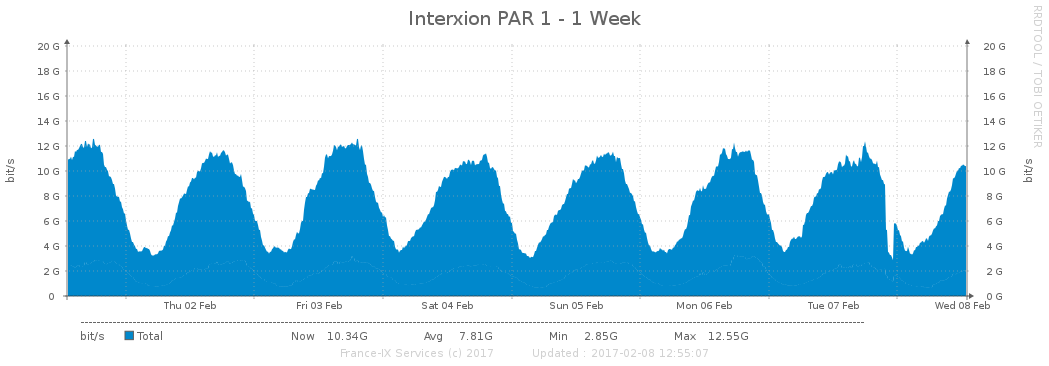 Interxion PAR 1 - 1 Week
RRDTOOL / TOBI OETIKER
bit/s
bit/s
20 G 20 G
18 G 18 G
16 G 16 G
14 G 14 G
12 G 12 G
10 G 10 G
8 G 8 G
6 G 6 G
4 G 4 G
2 G 2 G
0 0 G
Thu 02 Feb Fri 03 Feb Sat 04 Feb Sun 05 Feb Mon 06 Feb Tue 07 Feb Wed 08 Feb
bit/s Total Now 10.34G Avg 7.81G Min 2.85G Max 12.55G
France-IX Services (c) 2017 Updated : 2017-02-08 12:55:07